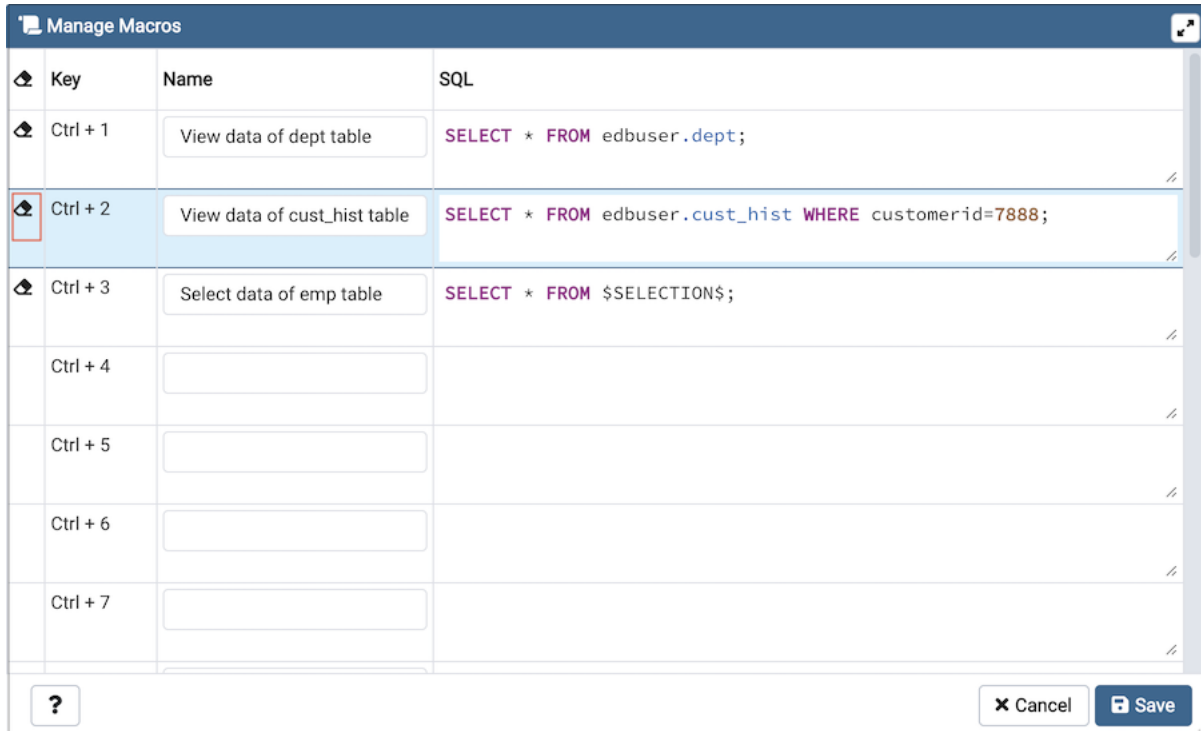 Manage Macros
Key Name SQL
Ctrl + 1 View data of dept table SELECT * FROM edbuser.dept;
Ctrl + 2 View data of cust_hist table SELECT * FROM edbuser.cust_hist WHERE customerid=7888;
Ctrl + 3 Select data of emp table SELECT * FROM $SELECTION$;
Ctrl + 4
Ctrl + 5
Ctrl + 6
Ctrl + 7
? Cancel Save